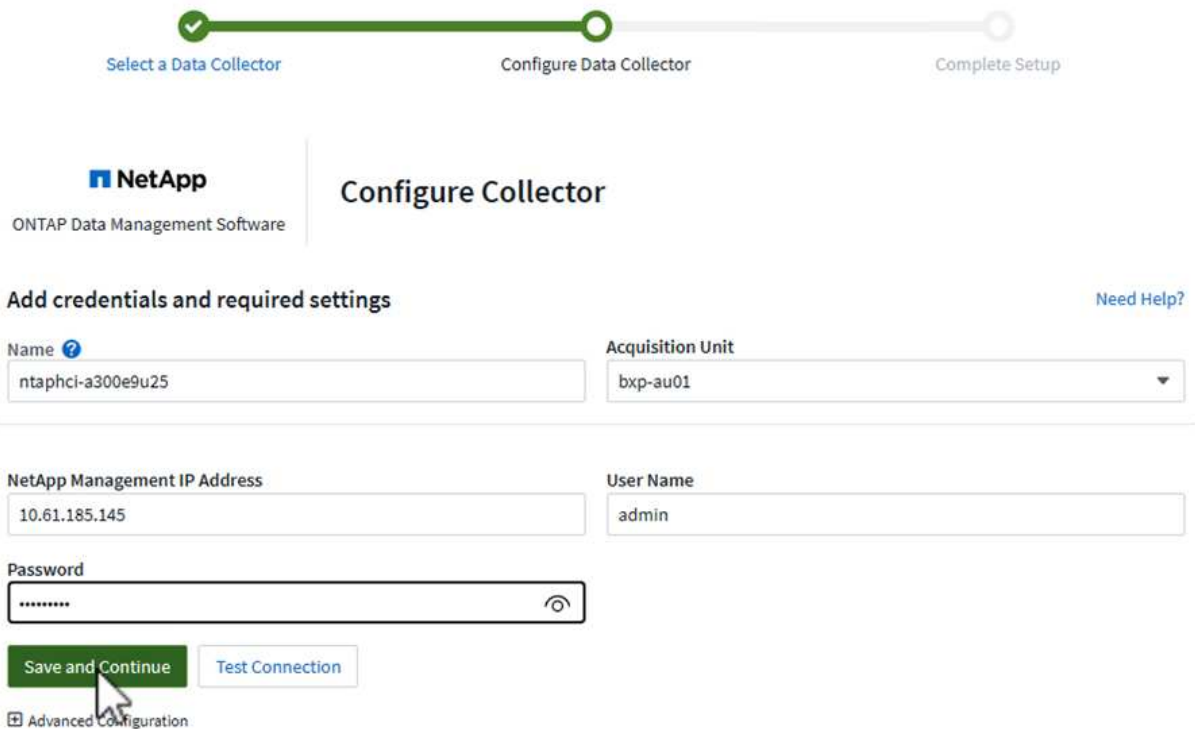 Select a Data Collector
Configure Data Collector
Complete Setup
NetApp
ONTAP Data Management Software
Configure Collector
Add credentials and required settings
Need Help?
Name
Acquisition Unit
ntaphci-a300e9u25
bxp-au01
NetApp Management IP Address
User Name
10.61.185.145
admin
Password
•••••••••
Save and Continue
Test Connection
Advanced Configuration